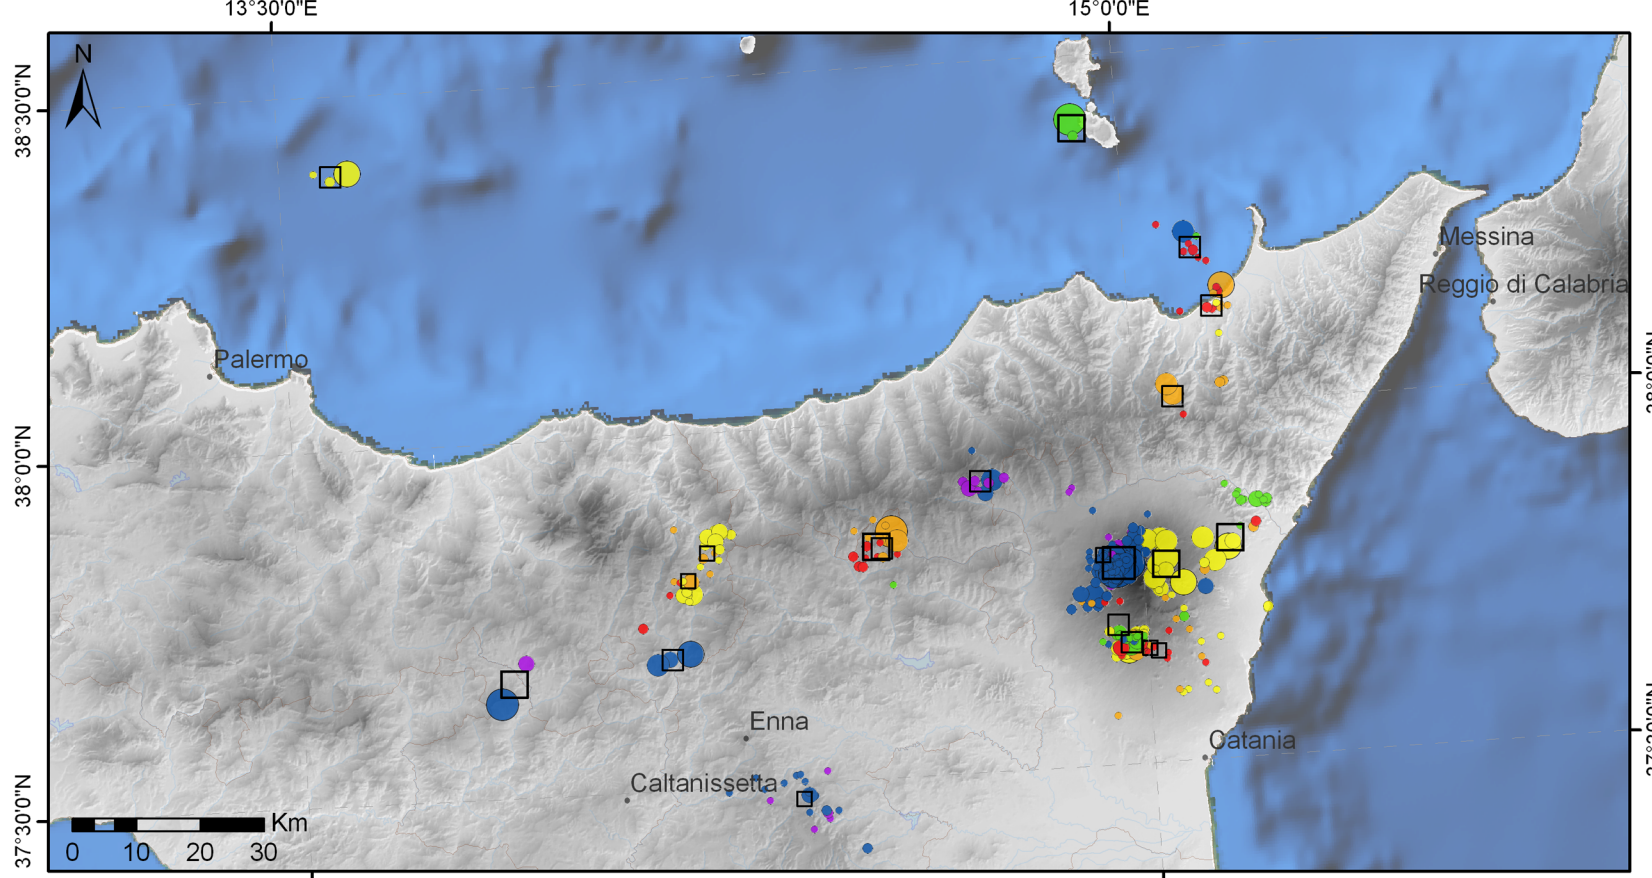 13°30'0"E
15°0'0"E
N
38°30'0"N
Messina
Reggio di Calabria
Palermo
38°0'0"N
Enna
Catania
Caltanissetta
37°30'0"N
Km
0 10 20 30